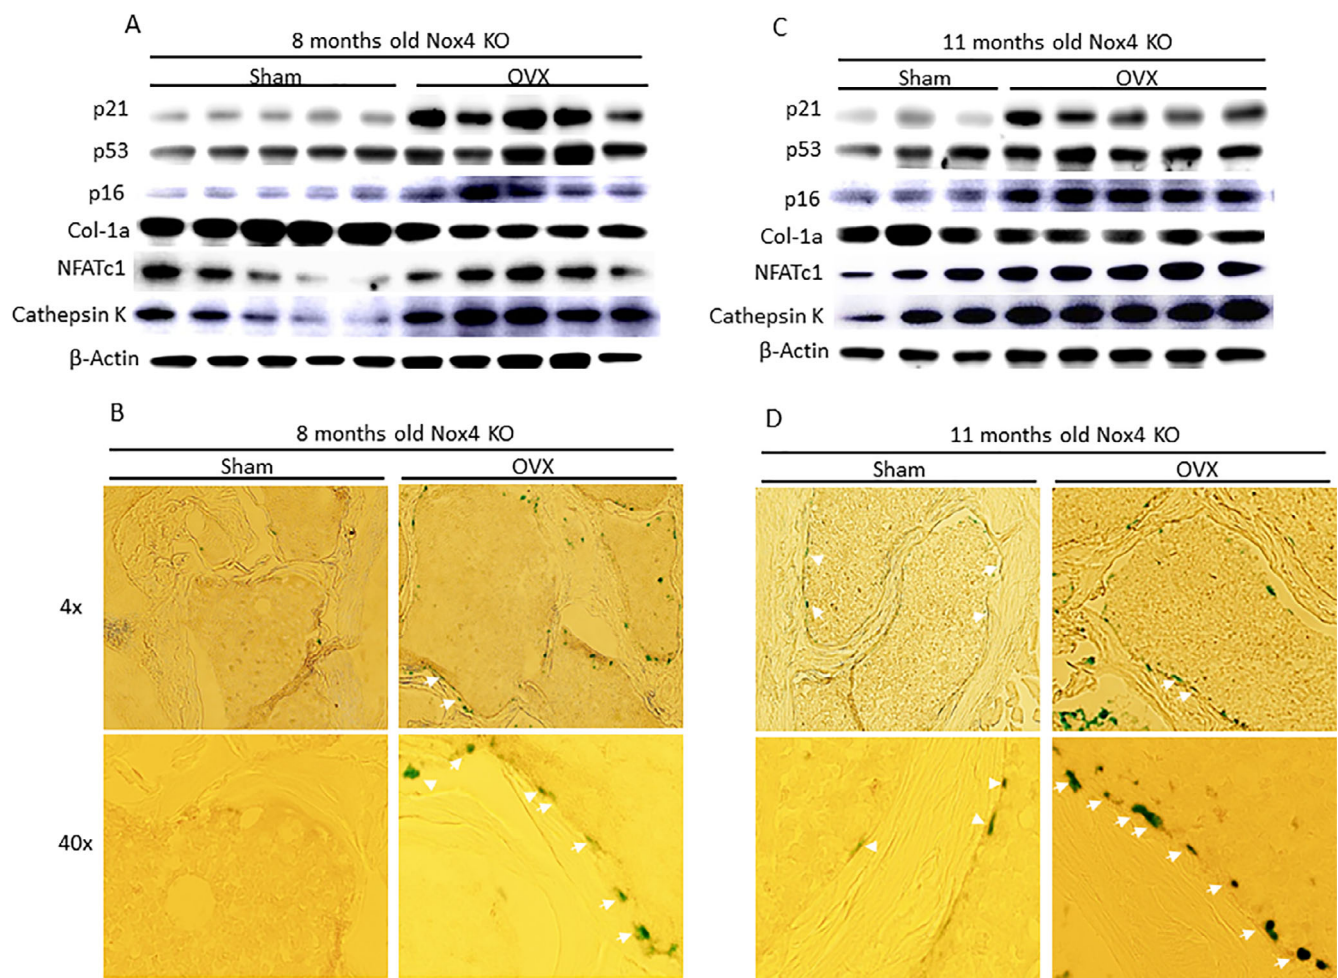 A
8 months old Nox4 KO
Sham OVX
p21
p53
p16
Col-1a
NFATc1
Cathepsin K
β-Actin
C
11 months old Nox4 KO
Sham OVX
p21
p53
p16
Col-1a
NFATc1
Cathepsin K
β-Actin
B
8 months old Nox4 KO
Sham OVX
4x
40x
D
11 months old Nox4 KO
Sham OVX